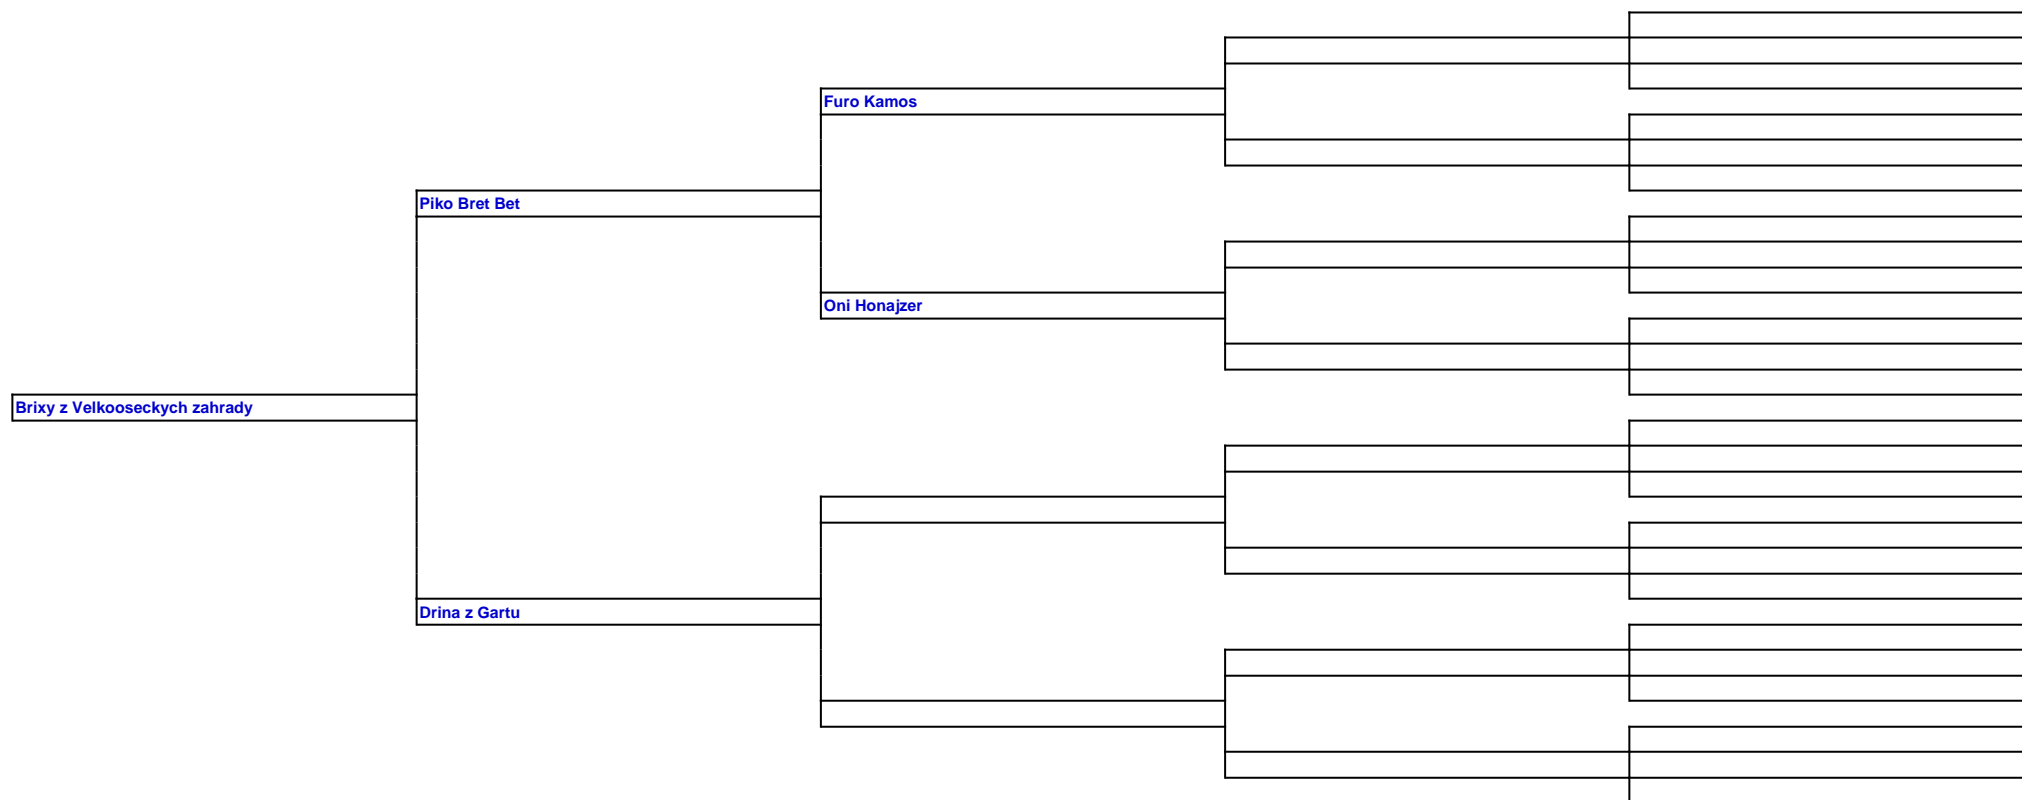 Furo Kamos
Piko Bret Bet
Oni Honajzer
Brixy z Velkooseckych zahrady
Drina z Gartu